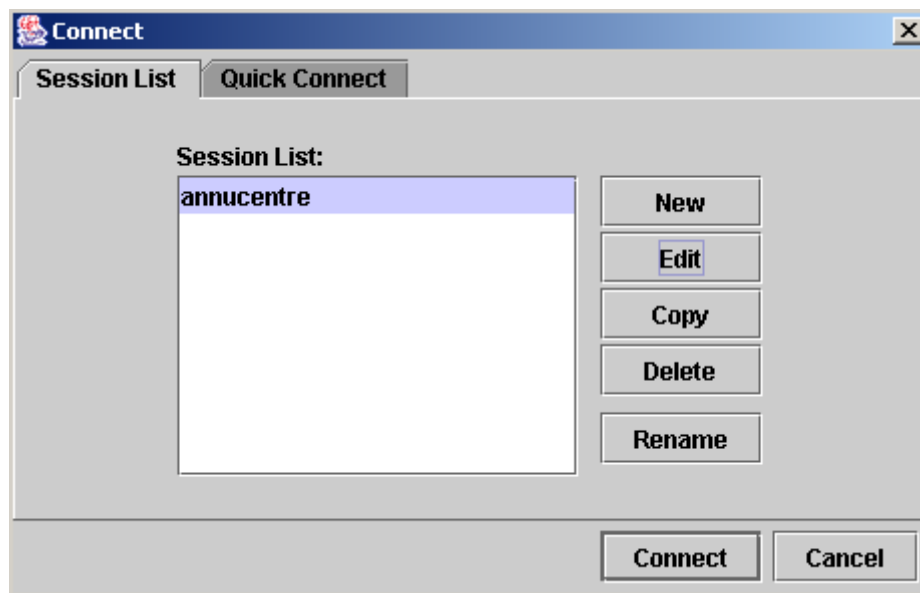 Connect
Session List Quick Connect
Session List:
annucentre
New
Edit
Copy
Delete
Rename
Connect Cancel